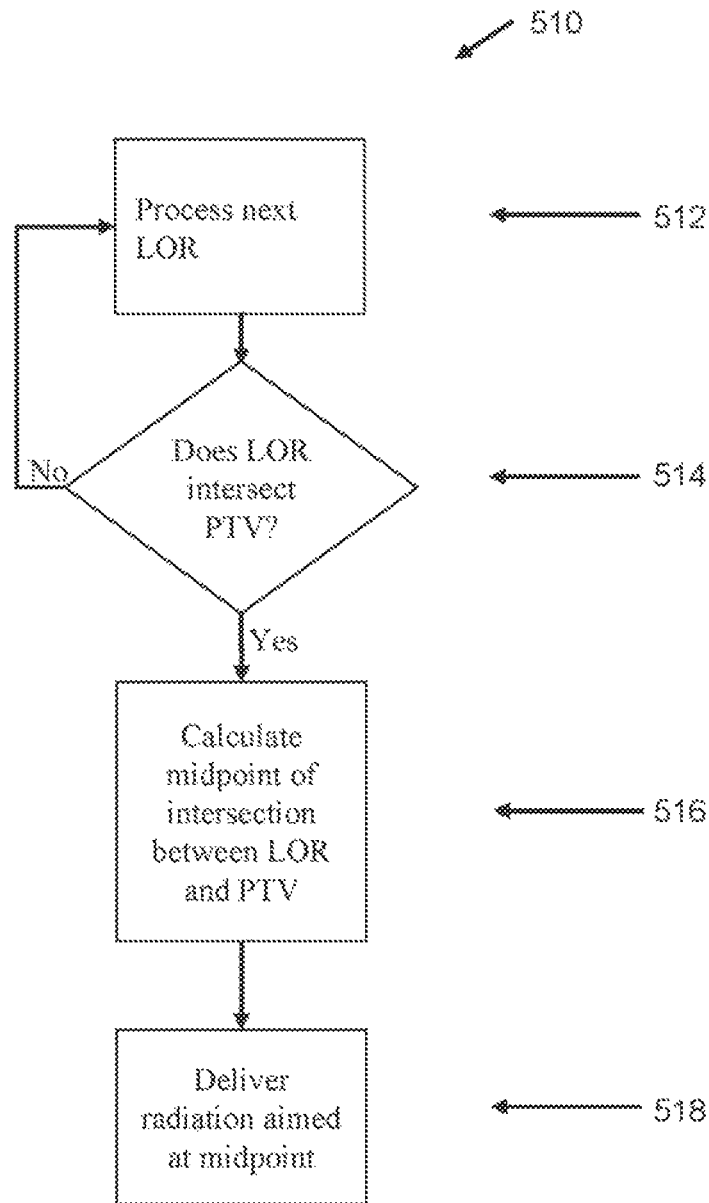 510
Process next
LOR
512
Does LOR
intersect
PTV?
No
514
Yes
Calculate
midpoint of
intersection
between LOR
and PTV
516
Deliver
radiation aimed
at midpoint
518